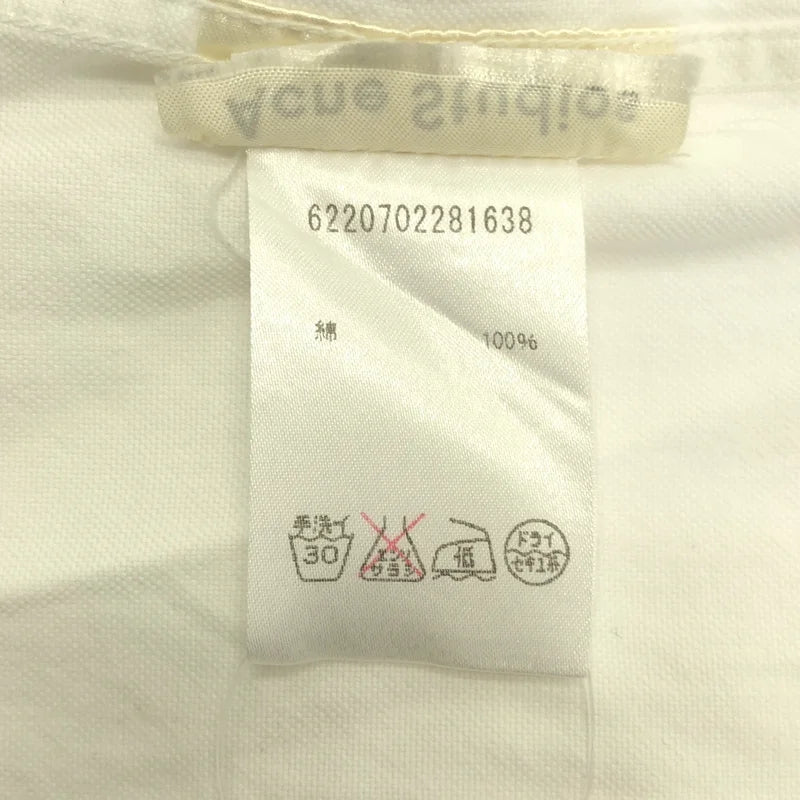 Acne Studios
6220702281638
綿 100%
手洗イ
30
エンソ
サラシ
低
ドライ
セキユ系